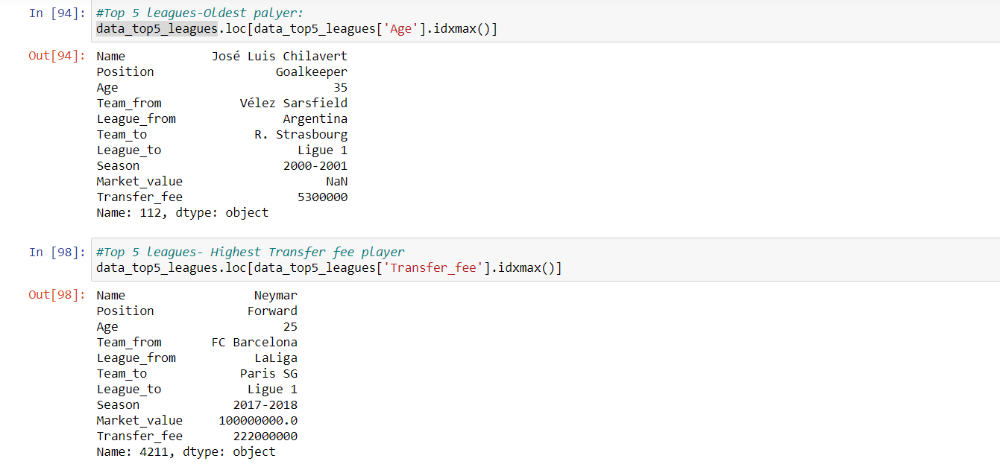 In [94]: #Top 5 leagues-Oldest palyer:
data_top5_leagues.loc[data_top5_leagues['Age'].idxmax()]
Out[94]: Name José Luis Chilavert
Position Goalkeeper
Age 35
Team_from Vélez Sarsfield
League_from Argentina
Team_to R. Strasbourg
League_to Ligue 1
Season 2000-2001
Market_value NaN
Transfer_fee 5300000
Name: 112, dtype: object
In [98]: #Top 5 leagues- Highest Transfer fee player
data_top5_leagues.loc[data_top5_leagues['Transfer_fee'].idxmax()]
Out[98]: Name Neymar
Position Forward
Age 25
Team_from FC Barcelona
League_from LaLiga
Team_to Paris SG
League_to Ligue 1
Season 2017-2018
Market_value 100000000.0
Transfer_fee 222000000
Name: 4211, dtype: object